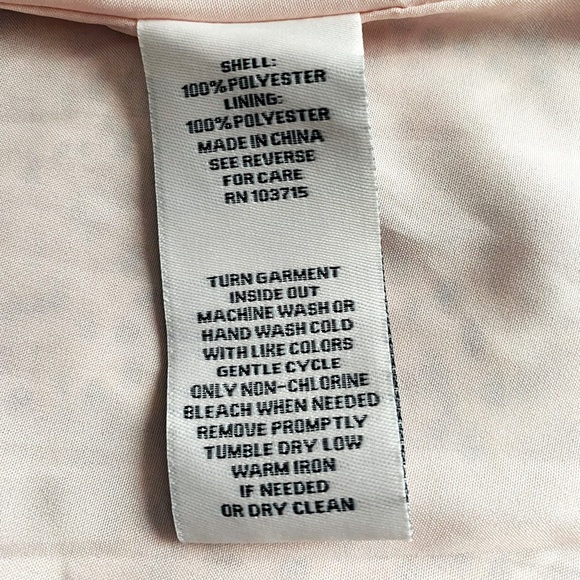 SHELL:
100% POLYESTER
LINING:
100% POLYESTER
MADE IN CHINA
SEE REVERSE
FOR CARE
RN 103715
TURN GARMENT
INSIDE OUT
MACHINE WASH OR
HAND WASH COLD
WITH LIKE COLORS
GENTLE CYCLE
ONLY NON-CHLORINE
BLEACH WHEN NEEDED
REMOVE PROMPTLY
TUMBLE DRY LOW
WARM IRON
IF NEEDED
OR DRY CLEAN